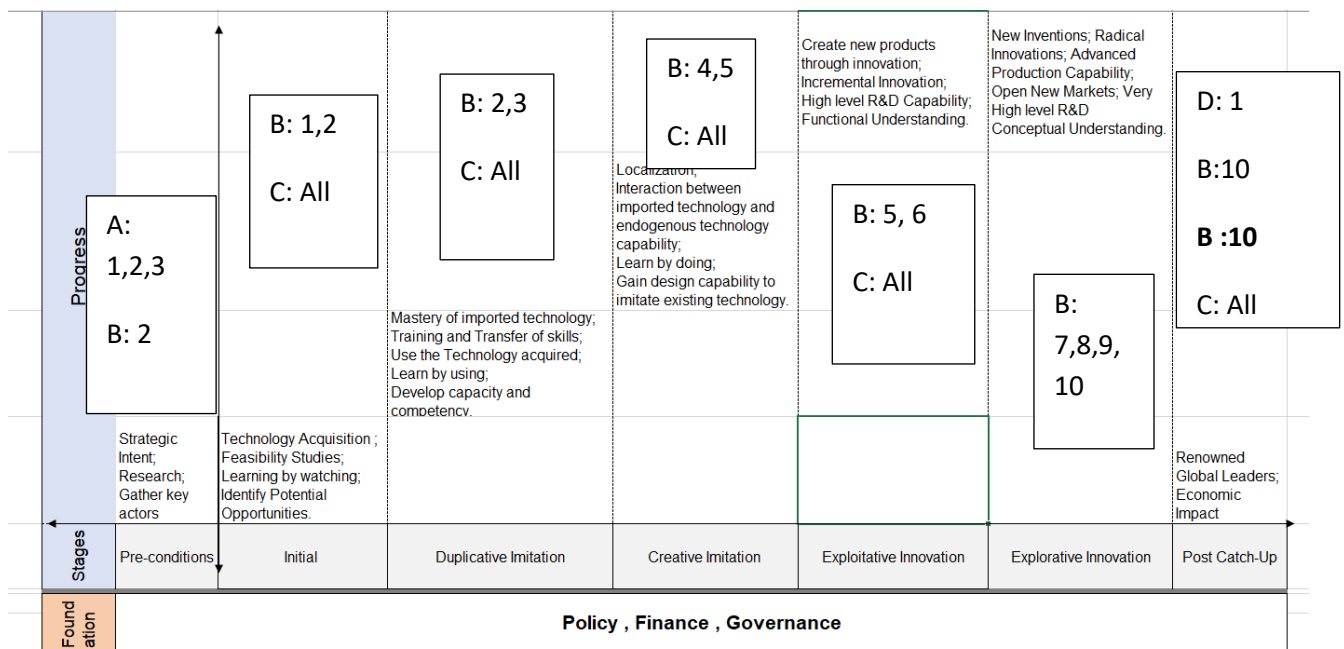 Progress
A:
1,2,3
B: 2
Strategic
Intent;
Research;
Gather key
actors
B: 1,2
C: All
Technology Acquisition ;
Feasibility Studies;
Learning by watching;
Identify Potential
Opportunities.
B: 2,3
C: All
Mastery of imported technology;
Training and Transfer of skills;
Use the Technology acquired;
Learn by using;
Develop capacity and
competency.
B: 4,5
C: All
Localization;
Interaction between
imported technology and
endogenous technology
capability;
Learn by doing;
Gain design capability to
imitate existing technology.
Create new products
through innovation;
Incremental Innovation;
High level R&D Capability;
Functional Understanding.
B: 5, 6
C: All
New Inventions; Radical
Innovations; Advanced
Production Capability;
Open New Markets; Very
High level R&D
Conceptual Understanding.
B:
7,8,9,
10
D: 1
B:10
B :10
C: All
Renowned
Global Leaders;
Economic
Impact
Stages
Pre-conditions
Initial
Duplicative Imitation
Creative Imitation
Exploitative Innovation
Explorative Innovation
Post Catch-Up
Found
ation
Policy , Finance , Governance